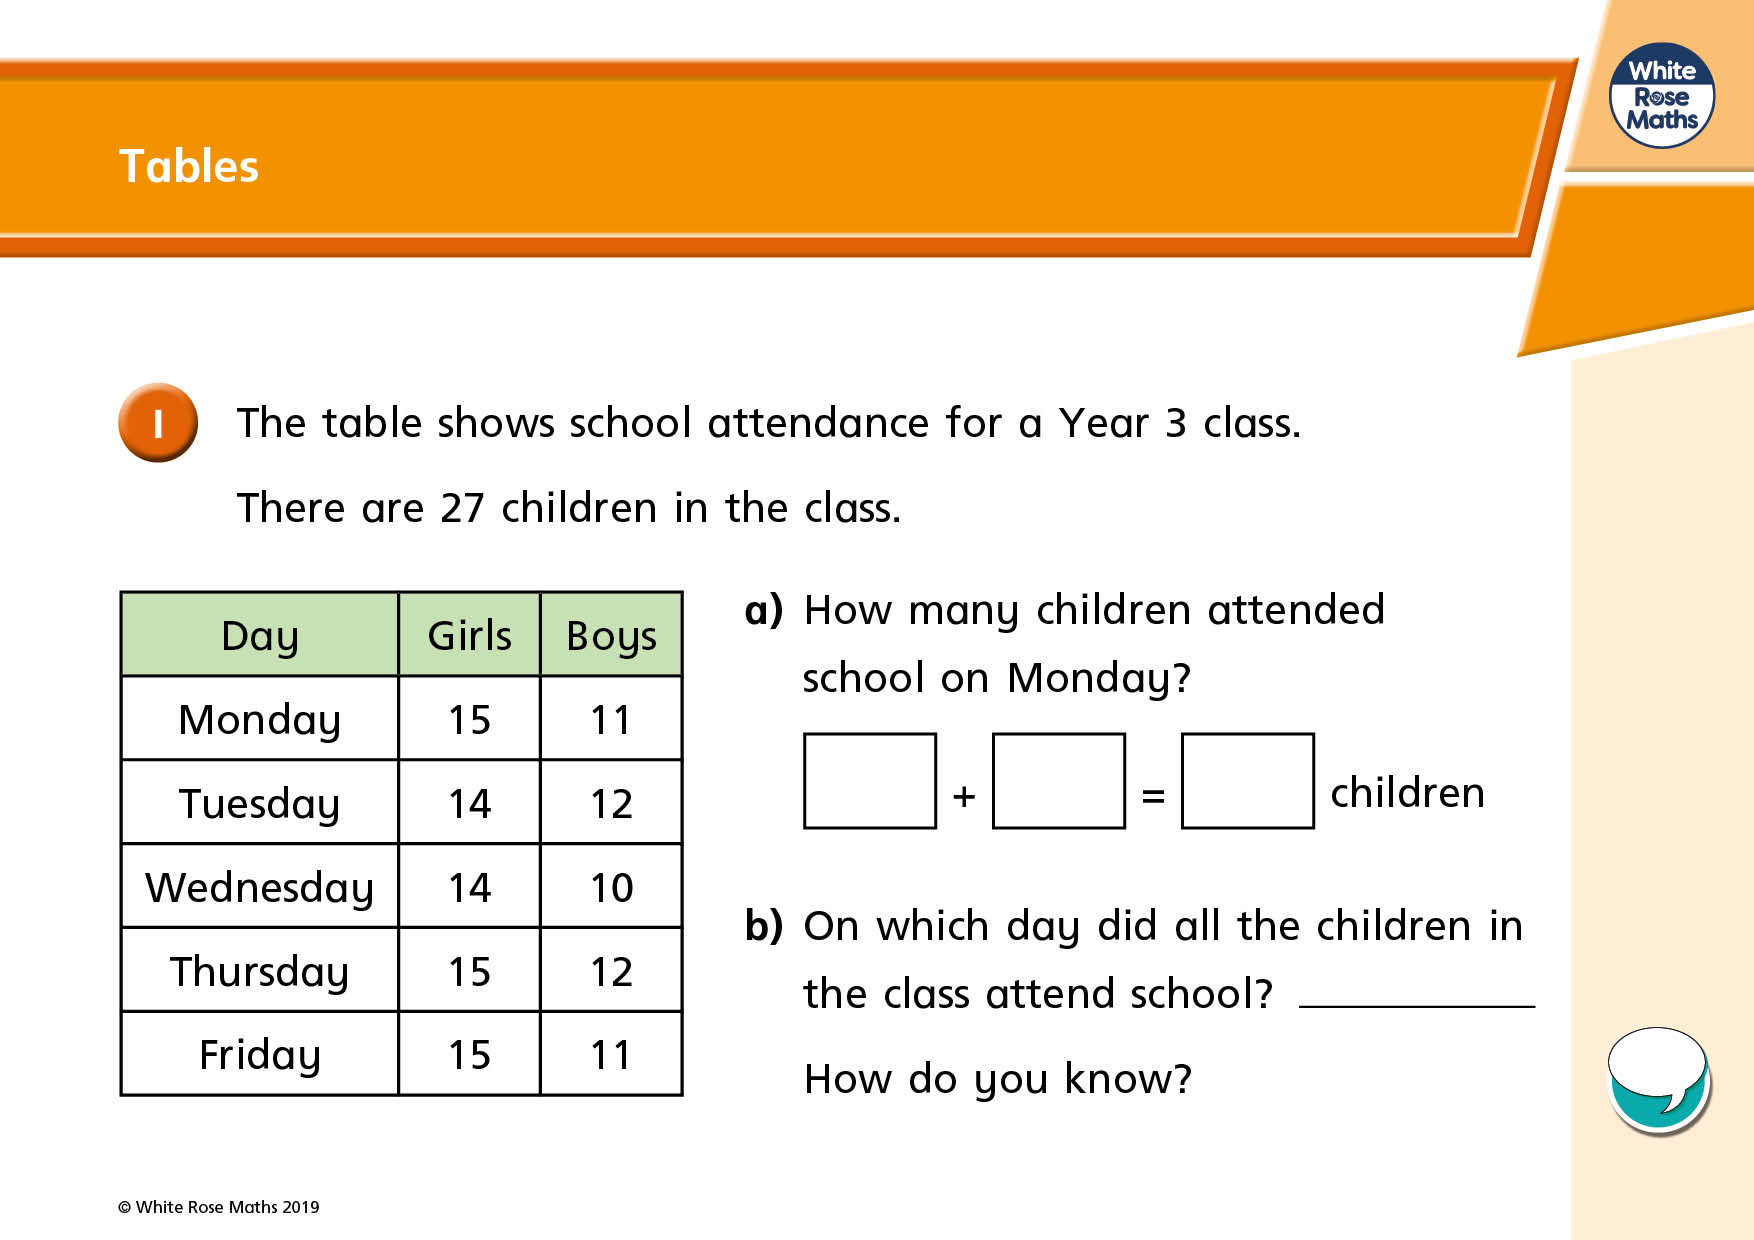 White
Rose
Maths
Tables
1 The table shows school attendance for a Year 3 class.
There are 27 children in the class.
Day Girls Boys
Monday 15 11
Tuesday 14 12
Wednesday 14 10
Thursday 15 12
Friday 15 11
a) How many children attended
school on Monday?
+ = children
b) On which day did all the children in
the class attend school? ________
How do you know?
© White Rose Maths 2019